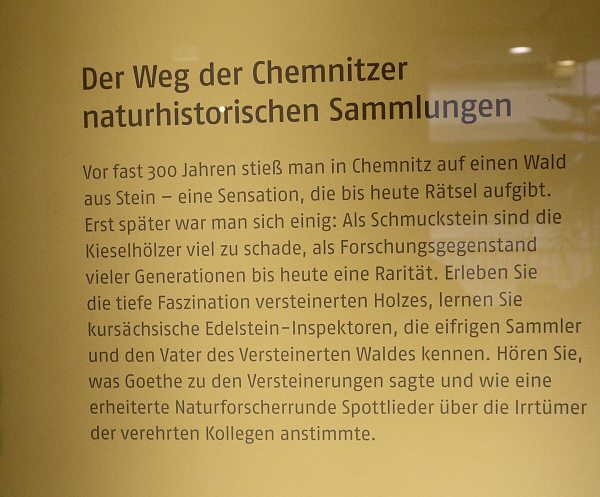 Der Weg der Chemnitzer
naturhistorischen Sammlungen
Vor fast 300 Jahren stieß man in Chemnitz auf einen Wald
aus Stein – eine Sensation, die bis heute Rätsel aufgibt.
Erst später war man sich einig: Als Schmuckstein sind die
Kieselhölzer viel zu schade, als Forschungsgegenstand
vieler Generationen bis heute eine Rarität. Erleben Sie
die tiefe Faszination versteinerten Holzes, lernen Sie
kursächsische Edelstein-Inspektoren, die eifrigen Sammler
und den Vater des Versteinerten Waldes kennen. Hören Sie,
was Goethe zu den Versteinerungen sagte und wie eine
erheiterte Naturforscherrunde Spottlieder über die Irrtümer
der verehrten Kollegen anstimmte.